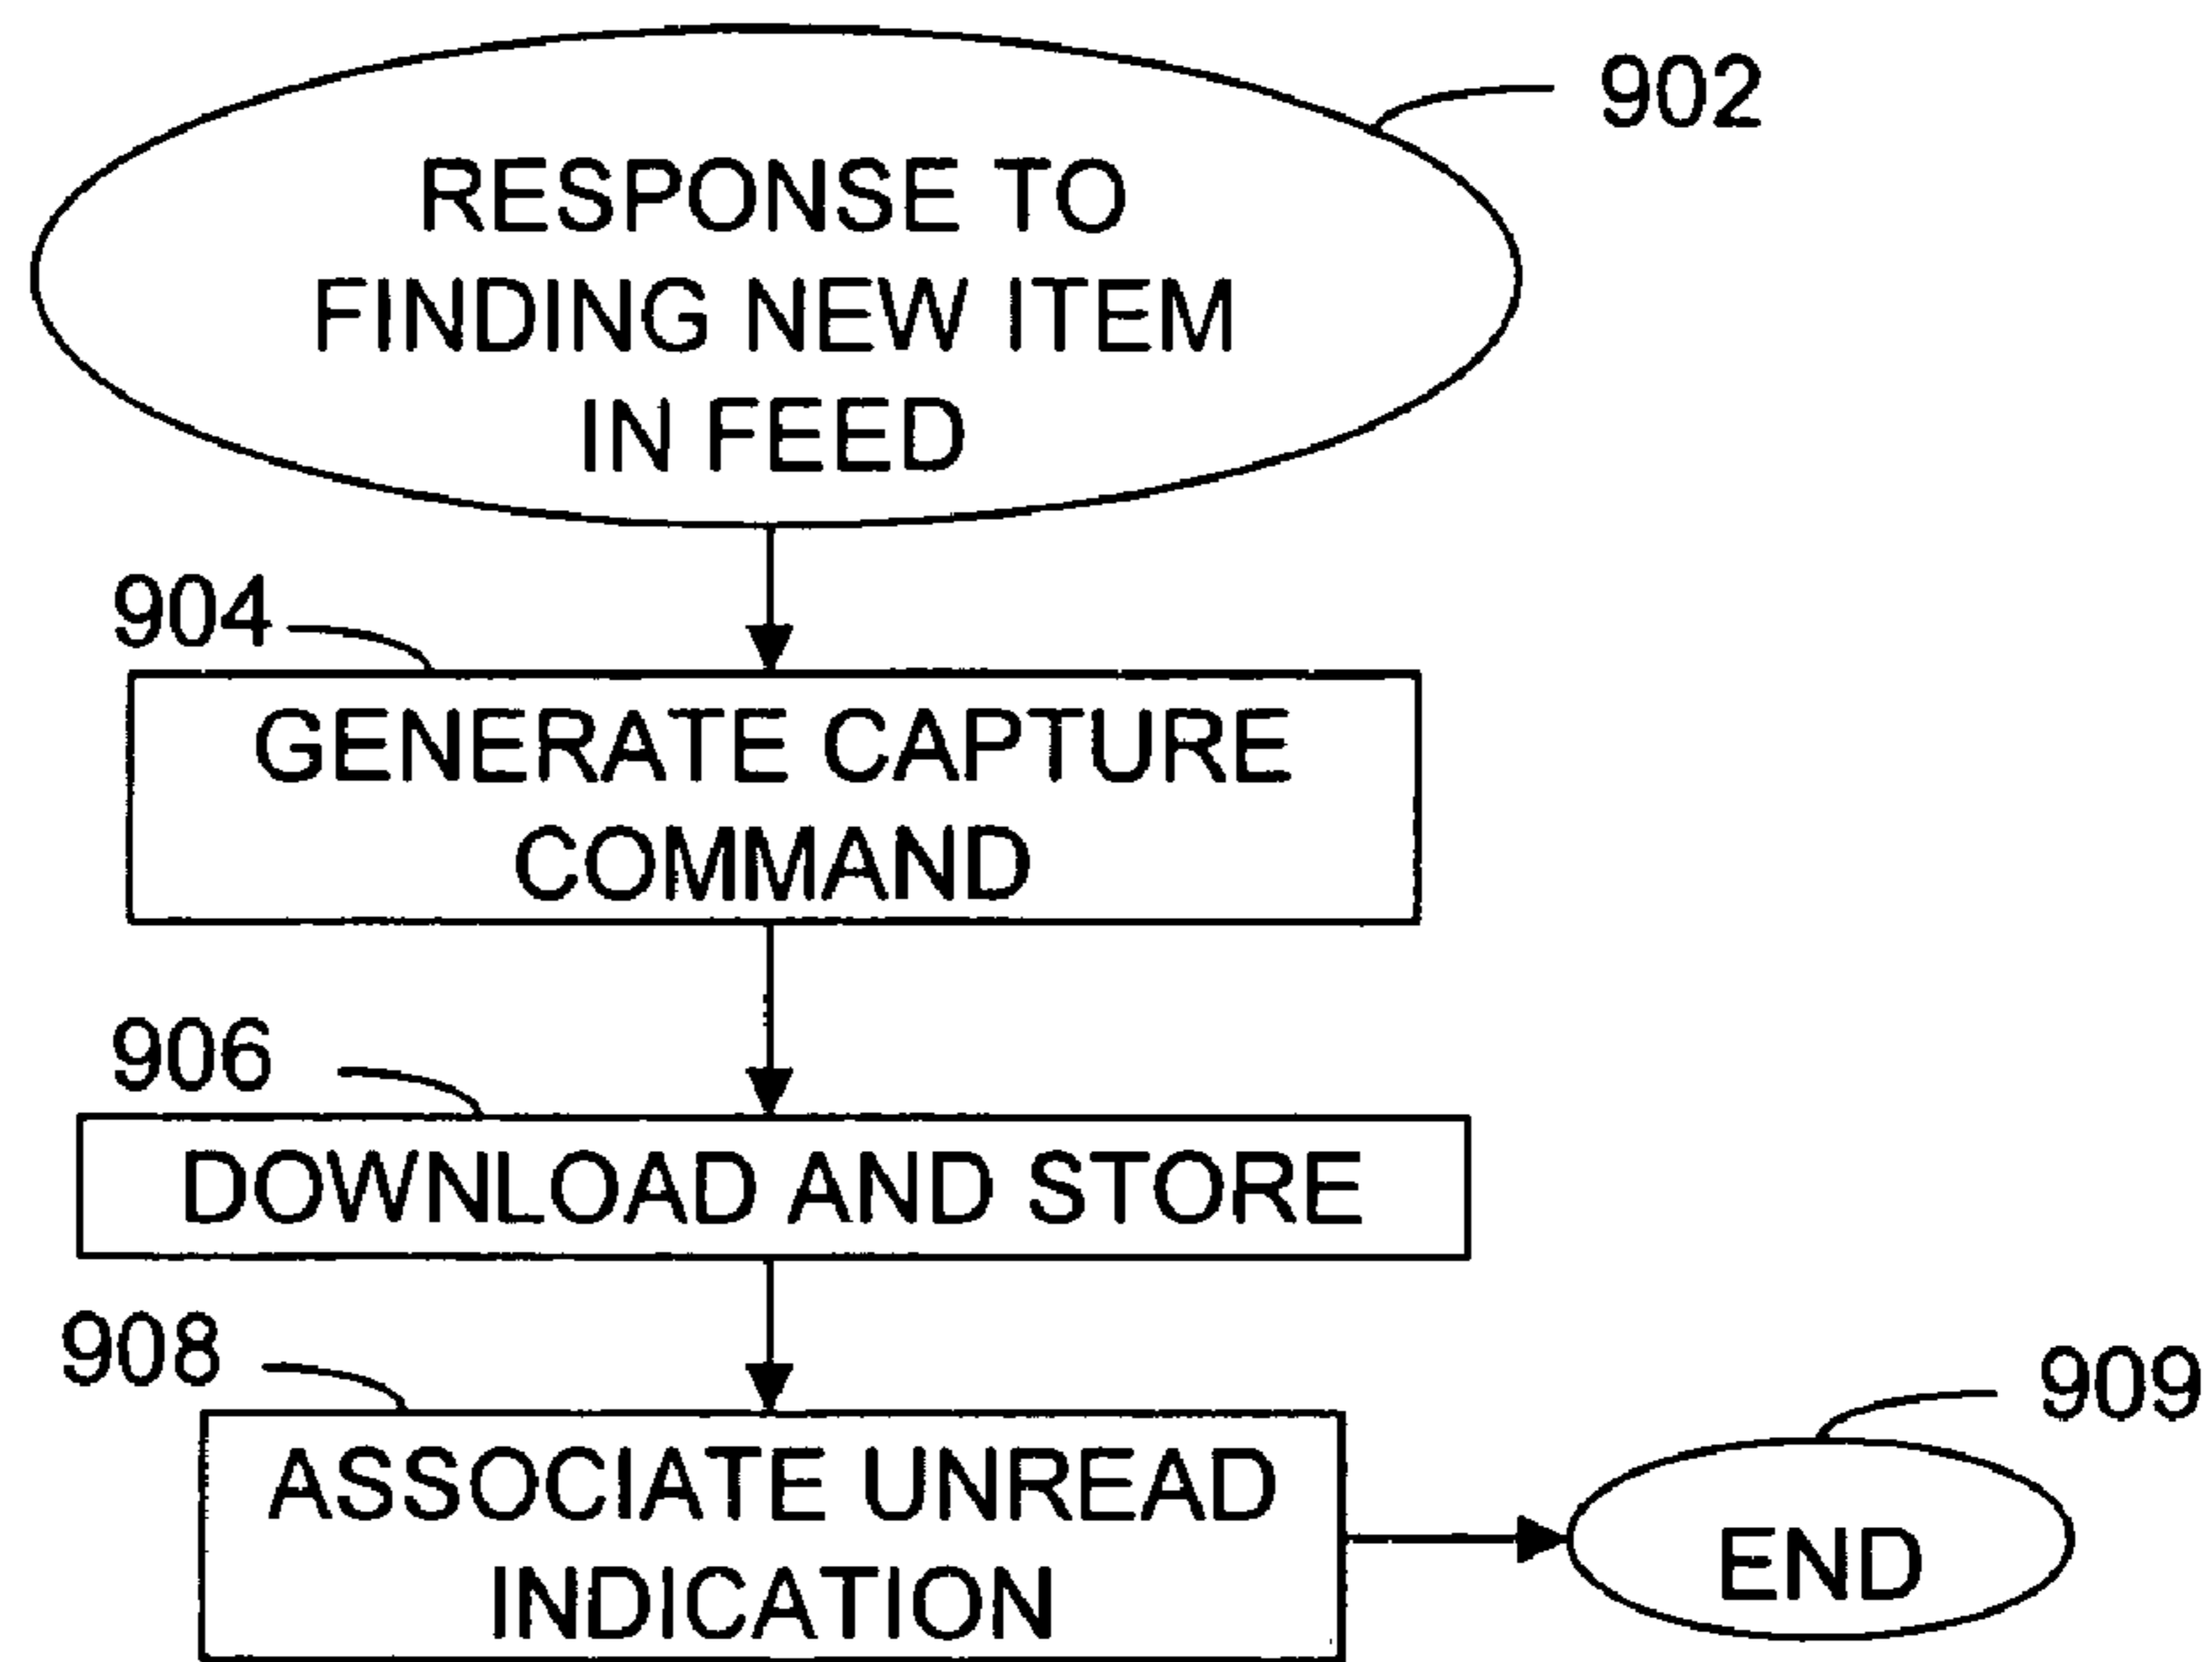 902
RESPONSE TO
FINDING NEW ITEM
IN FEED
904
GENERATE CAPTURE
COMMAND
906
DOWNLOAD AND STORE
908
ASSOCIATE UNREAD
INDICATION
909
END